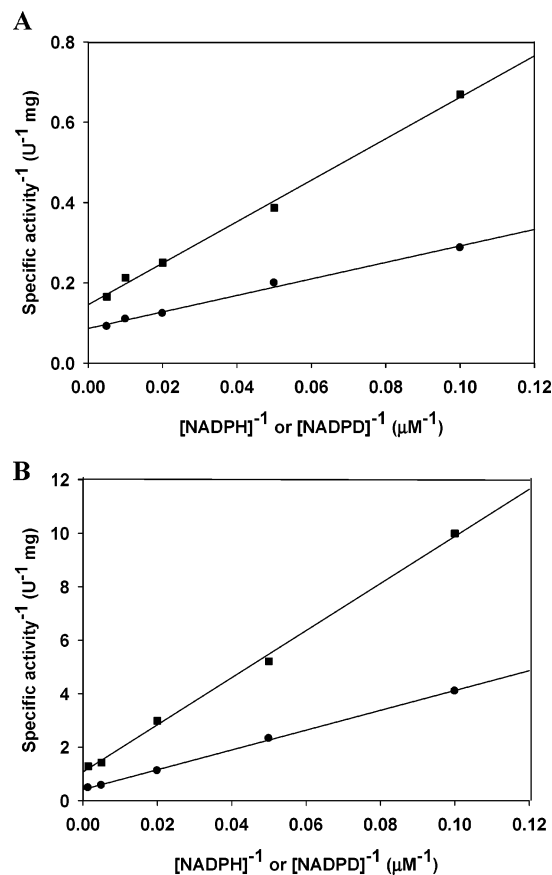 A
0.8
0.6
0.4
0.2
0.0
Specific activity⁻¹ (U⁻¹ mg)
0.00 0.02 0.04 0.06 0.08 0.10 0.12
[NADPH]⁻¹ or [NADPD]⁻¹ (µM⁻¹)
B
12
10
8
6
4
2
0
Specific activity⁻¹ (U⁻¹ mg)
0.00 0.02 0.04 0.06 0.08 0.10 0.12
[NADPH]⁻¹ or [NADPD]⁻¹ (µM⁻¹)